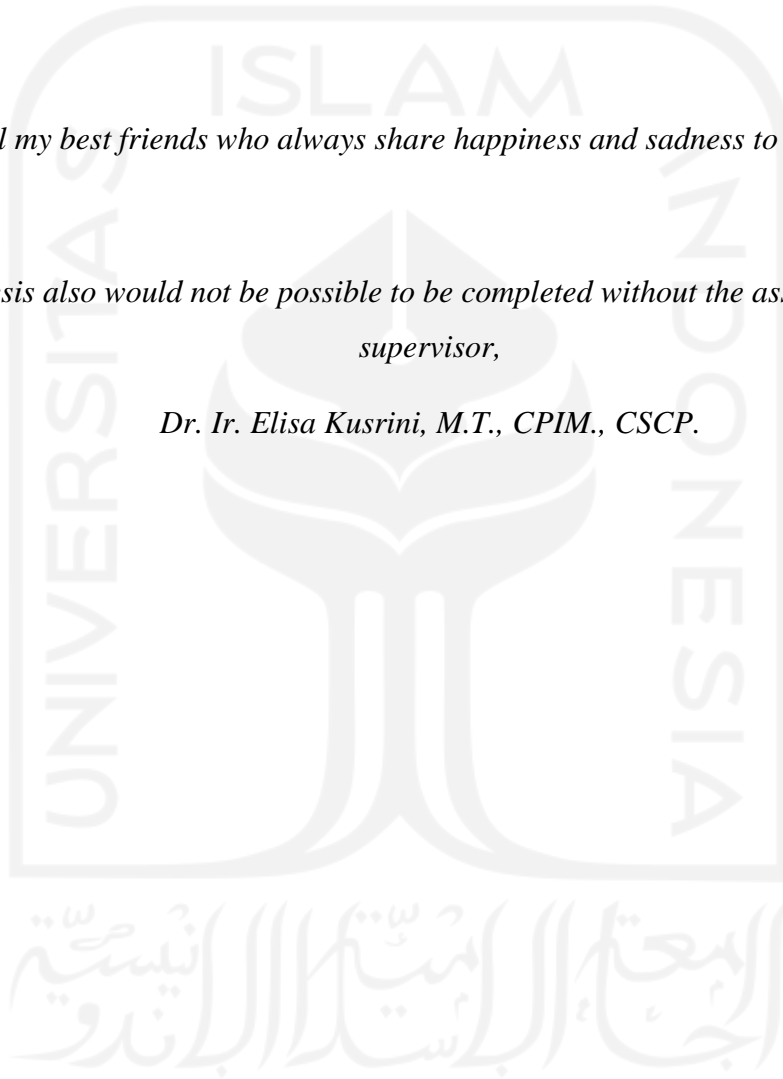 ISLAM
l my best friends who always share happiness and sadness to
UNIVERSITAS
INDONESIA
sis also would not be possible to be completed without the as
supervisor,
Dr. Ir. Elisa Kusrini, M.T., CPIM., CSCP.